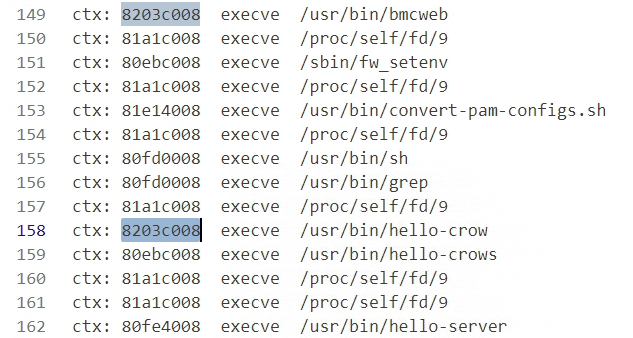 149 ctx: 8203c008 execve /usr/bin/bmcweb
150 ctx: 81a1c008 execve /proc/self/fd/9
151 ctx: 80ebc008 execve /sbin/fw_setenv
152 ctx: 81a1c008 execve /proc/self/fd/9
153 ctx: 81e14008 execve /usr/bin/convert-pam-configs.sh
154 ctx: 81a1c008 execve /proc/self/fd/9
155 ctx: 80fd0008 execve /usr/bin/sh
156 ctx: 80fd0008 execve /usr/bin/grep
157 ctx: 81a1c008 execve /proc/self/fd/9
158 ctx: 8203c008 execve /usr/bin/hello-crow
159 ctx: 80ebc008 execve /usr/bin/hello-crows
160 ctx: 81a1c008 execve /proc/self/fd/9
161 ctx: 81a1c008 execve /proc/self/fd/9
162 ctx: 80fe4008 execve /usr/bin/hello-server